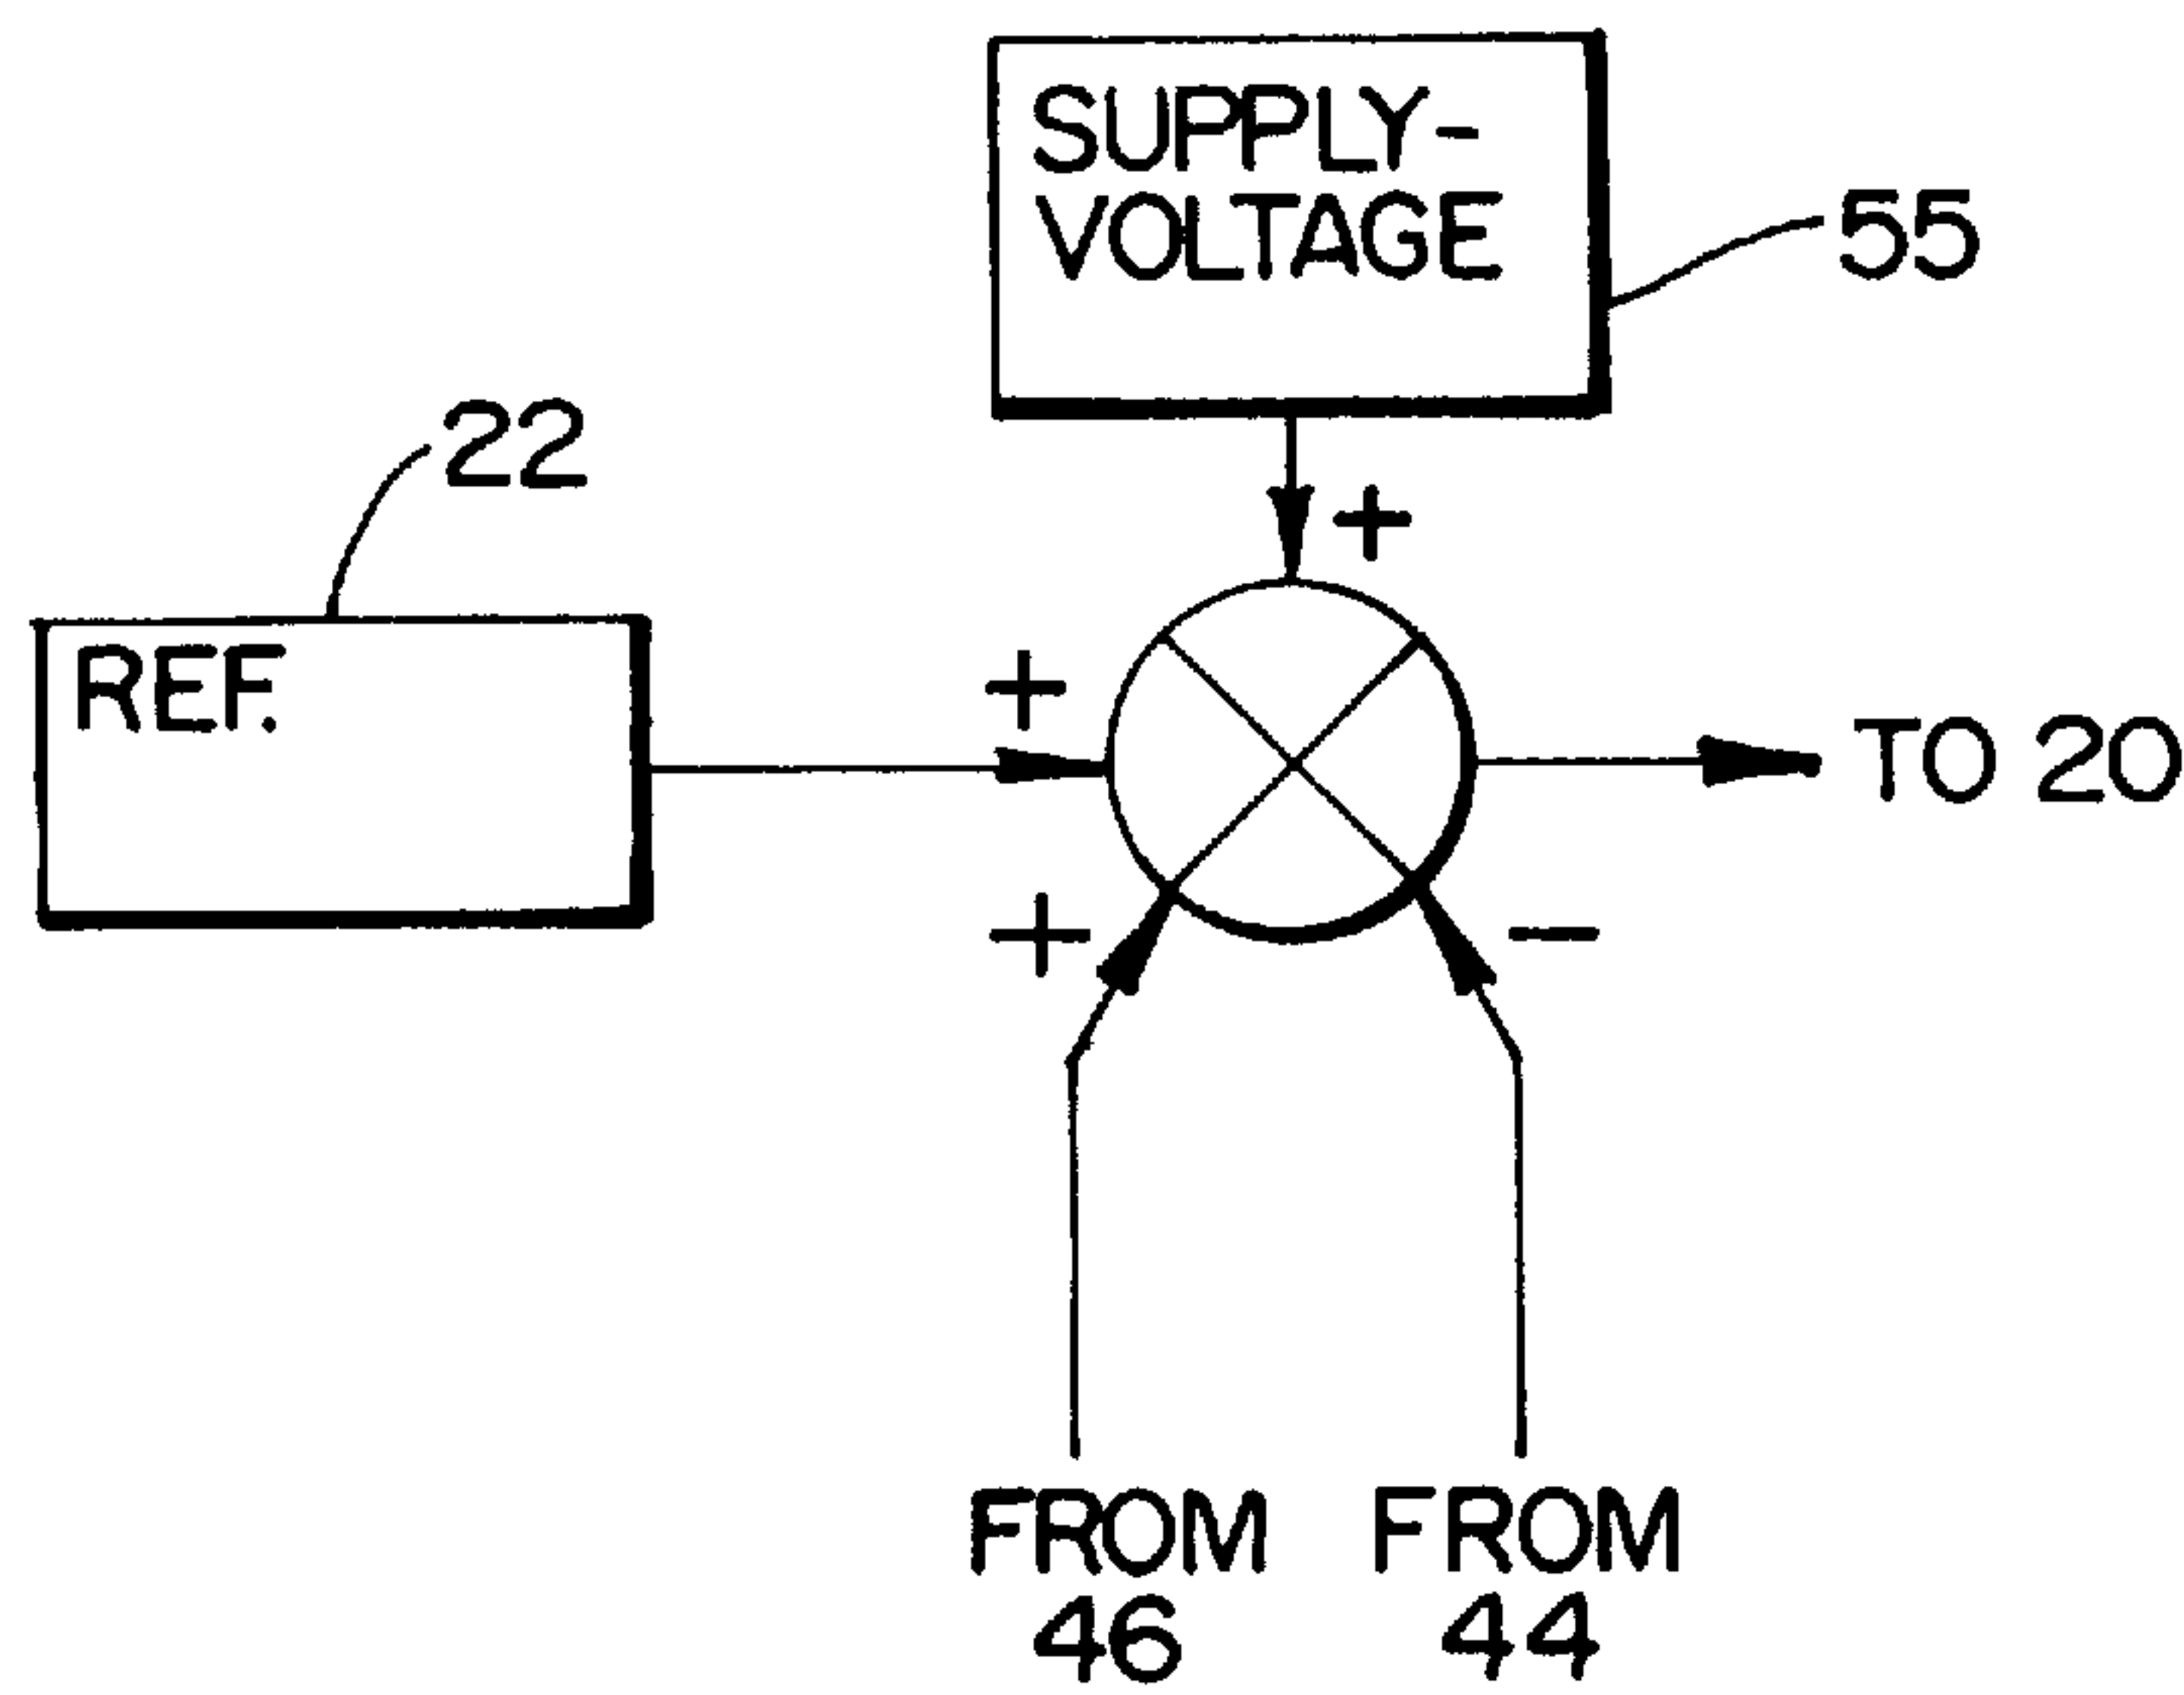 SUPPLY-
VOLTAGE
55
22
REF.
+
+
TO 20
+
-
FROM
46
FROM
44